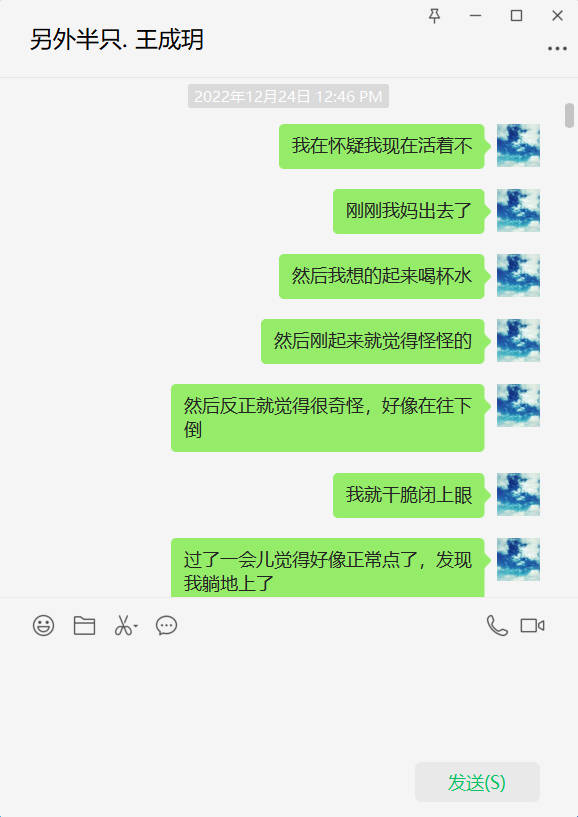 另外半只. 王成玥
2022年12月24日 12:46 PM
我在怀疑我现在活着不
刚刚我妈出去了
然后我想的起来喝杯水
然后刚起来就觉得怪怪的
然后反正就觉得很奇怪，好像在往下
倒
我就干脆闭上眼
过了一会儿觉得好像正常点了，发现
我躺地上了
发送(S)